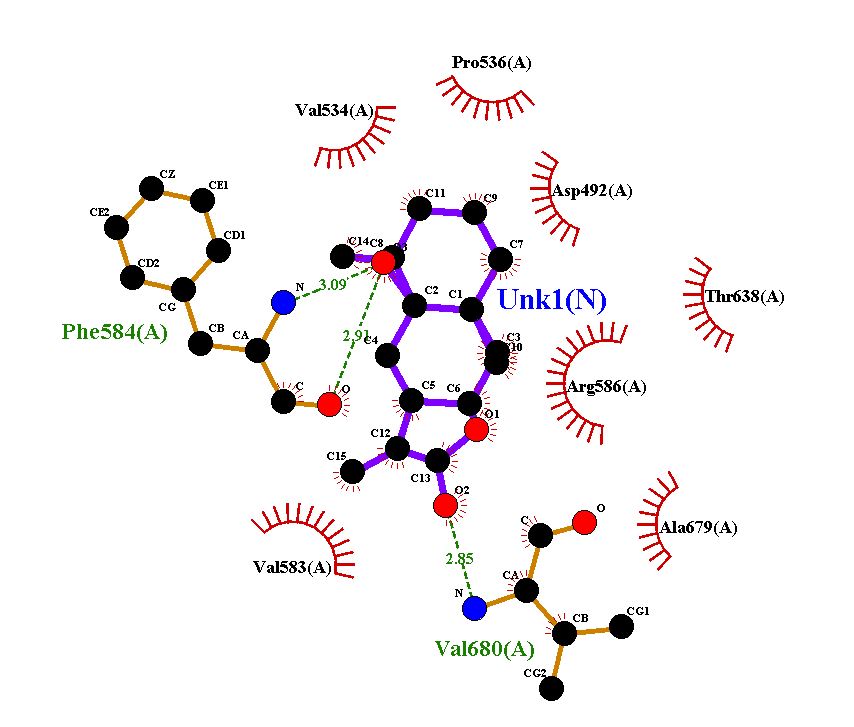 Pro536(A)
Val534(A)
CZ
CE1
C11
C9
Asp492(A)
CE2
CD1
C14
C8
C7
CD2
N
3.09
C2
C1
Unk1(N)
Thr638(A)
CG
Phe584(A)
CB
CA
2.91
C4
C3
C
O
C5
C6
Arg586(A)
O1
C12
C15
C13
O2
C
O
Ala679(A)
Val583(A)
2.85
CA
N
CB
CG1
Val680(A)
CG2